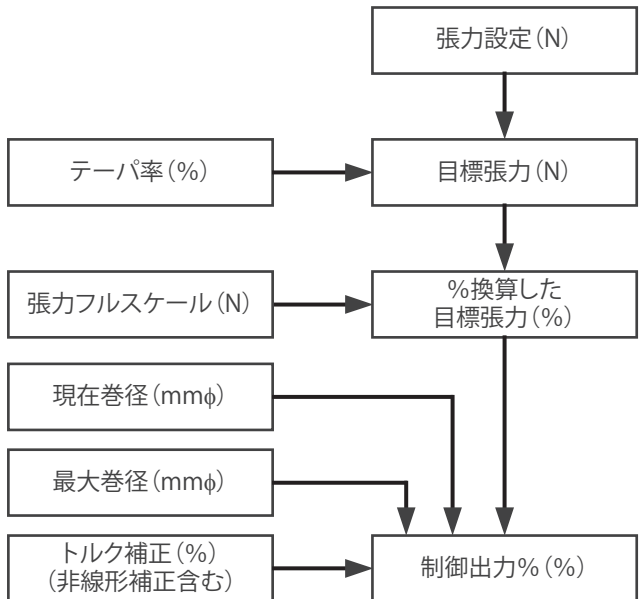 張力設定(N)
テーパ率(%)
目標張力(N)
張力フルスケール(N)
%換算した
目標張力(%)
現在巻径(mmφ)
最大巻径(mmφ)
トルク補正(%)
(非線形補正含む)
制御出力%(%)